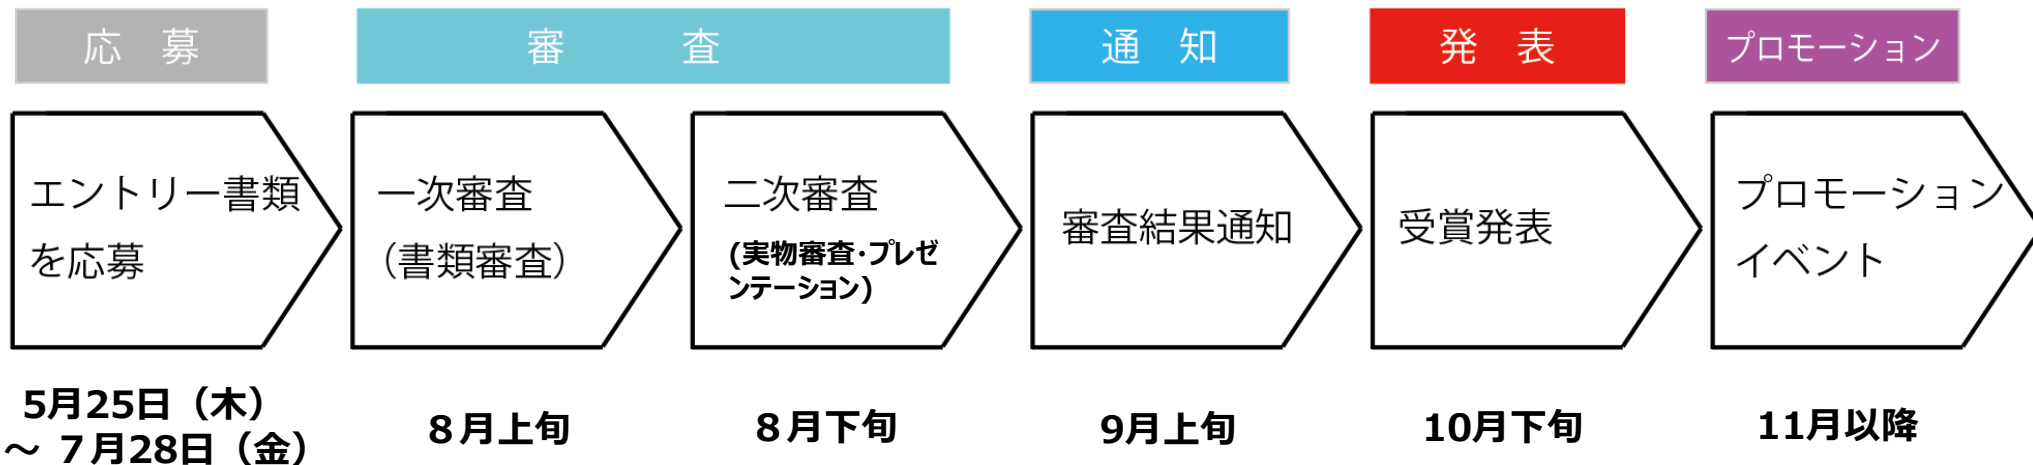 応　募
審　査
通　知
発　表
プロモーション
エントリー書類
を応募
一次審査
（書類審査）
二次審査
(実物審査・プレゼ
ンテーション)
審査結果通知
受賞発表
プロモーション
イベント
5月25日（木）
～ ７月28日（金）
８月上旬
８月下旬
9月上旬
10月下旬
11月以降